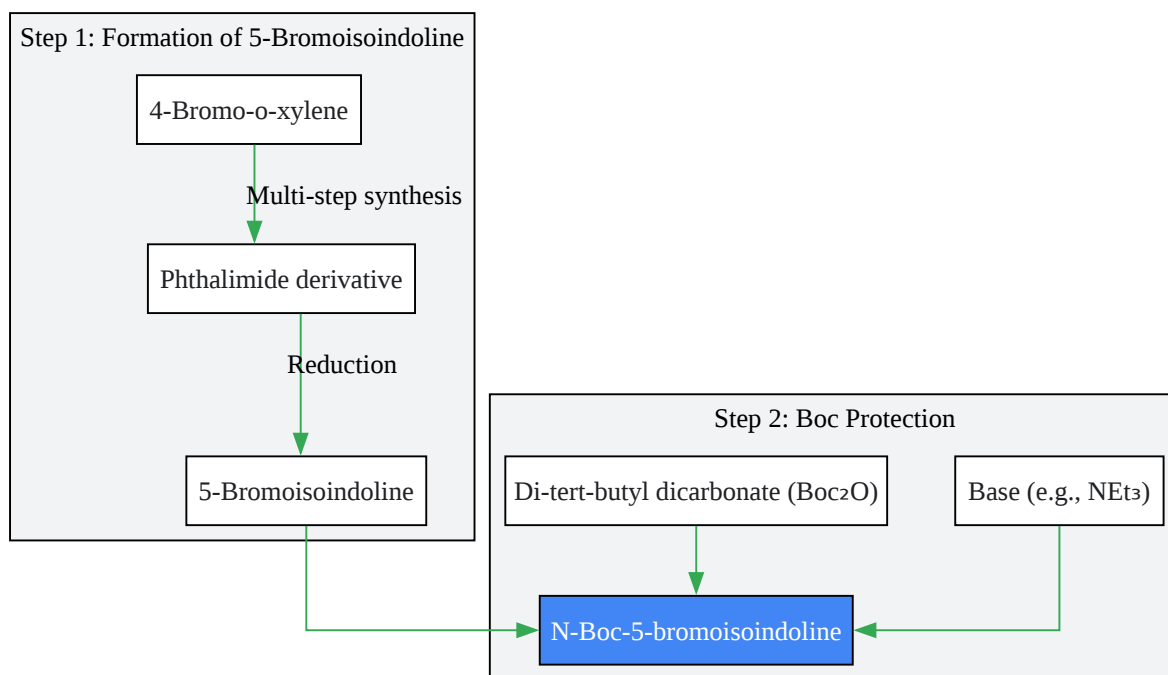 Step 1: Formation of 5-Bromoisoindoline
4-Bromo-o-xylene
Multi-step synthesis
Phthalimide derivative
Reduction
5-Bromoisoindoline
Step 2: Boc Protection
Di-tert-butyl dicarbonate (Boc₂O)
Base (e.g., NEt₃)
N-Boc-5-bromoisoindoline